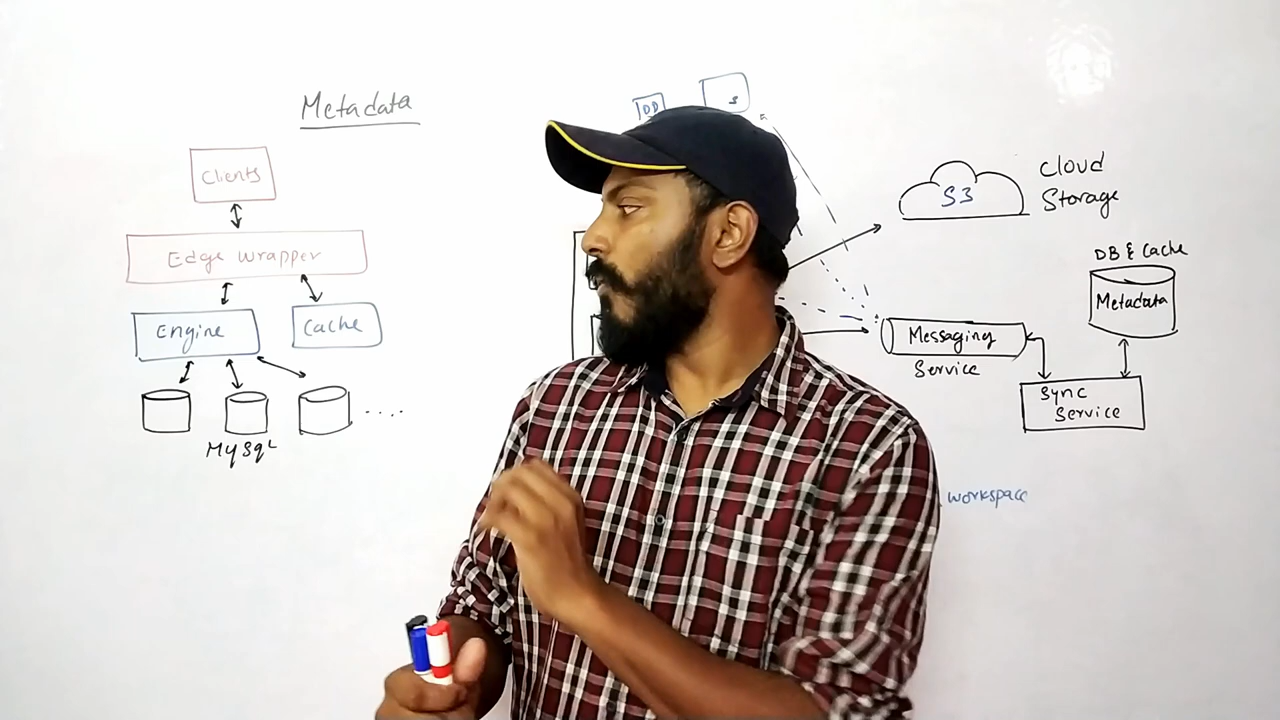 Metadata
Clients
Edge wrapper
Engine
Cache
MySql
....
S
S3
Cloud
Storage
DB & Cache
Metadata
Messaging
Service
Sync
Service
workspace